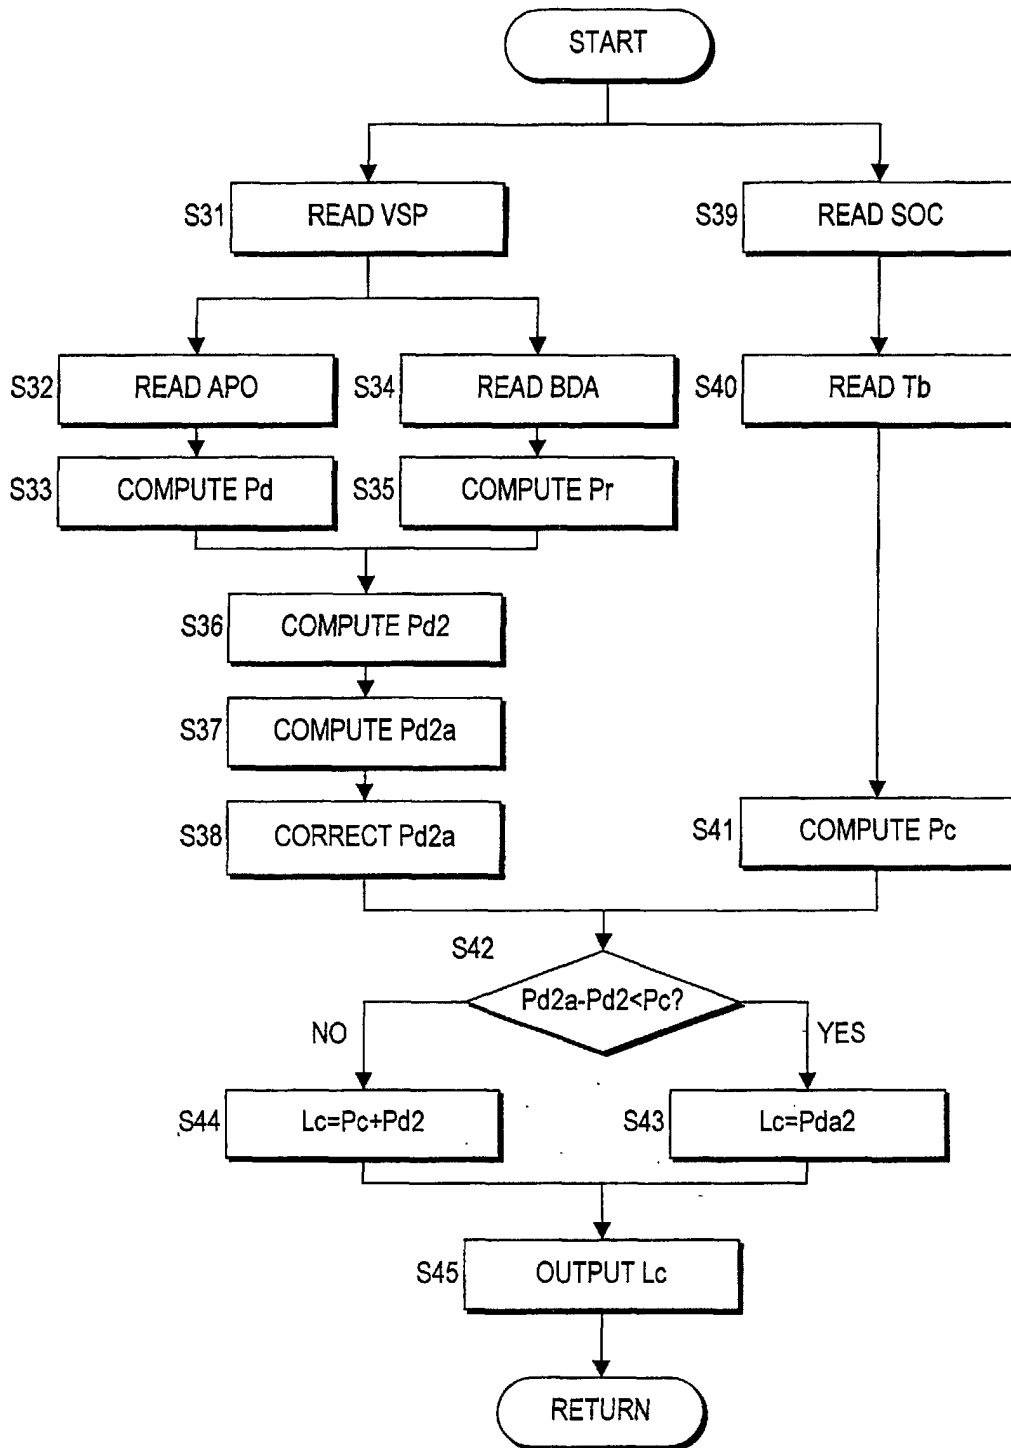 START
S31 READ VSP
S39 READ SOC
S32 READ APO
S34 READ BDA
S40 READ Tb
S33 COMPUTE Pd
S35 COMPUTE Pr
S36 COMPUTE Pd2
S37 COMPUTE Pd2a
S38 CORRECT Pd2a
S41 COMPUTE Pc
S42
Pd2a-Pd2<Pc?
NO
YES
S44 Lc=Pc+Pd2
S43 Lc=Pda2
S45 OUTPUT Lc
RETURN